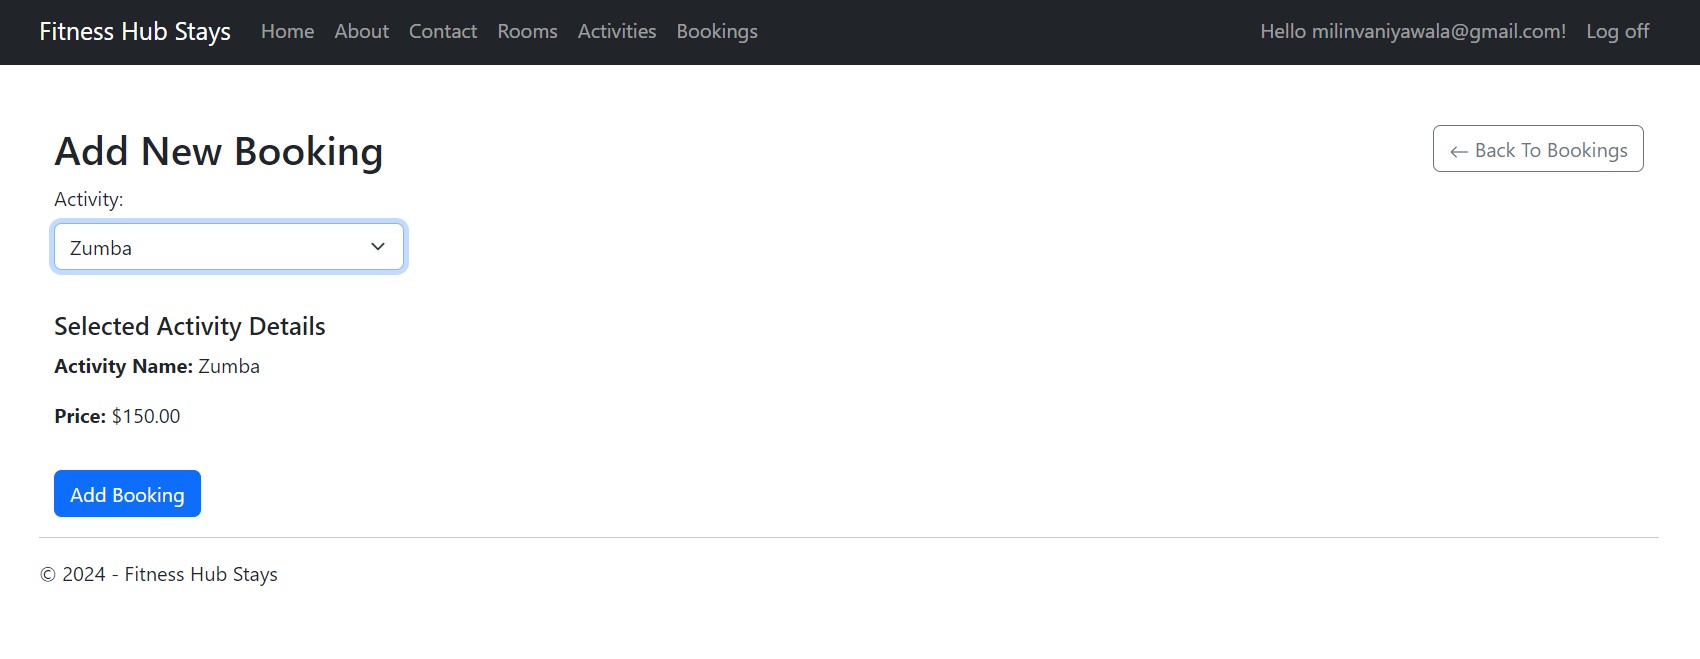 Fitness Hub Stays Home About Contact Rooms Activities Bookings Hello milinvaniyawala@gmail.com! Log off
Add New Booking
← Back To Bookings
Activity:
Zumba
Selected Activity Details
Activity Name: Zumba
Price: $150.00
Add Booking
© 2024 - Fitness Hub Stays